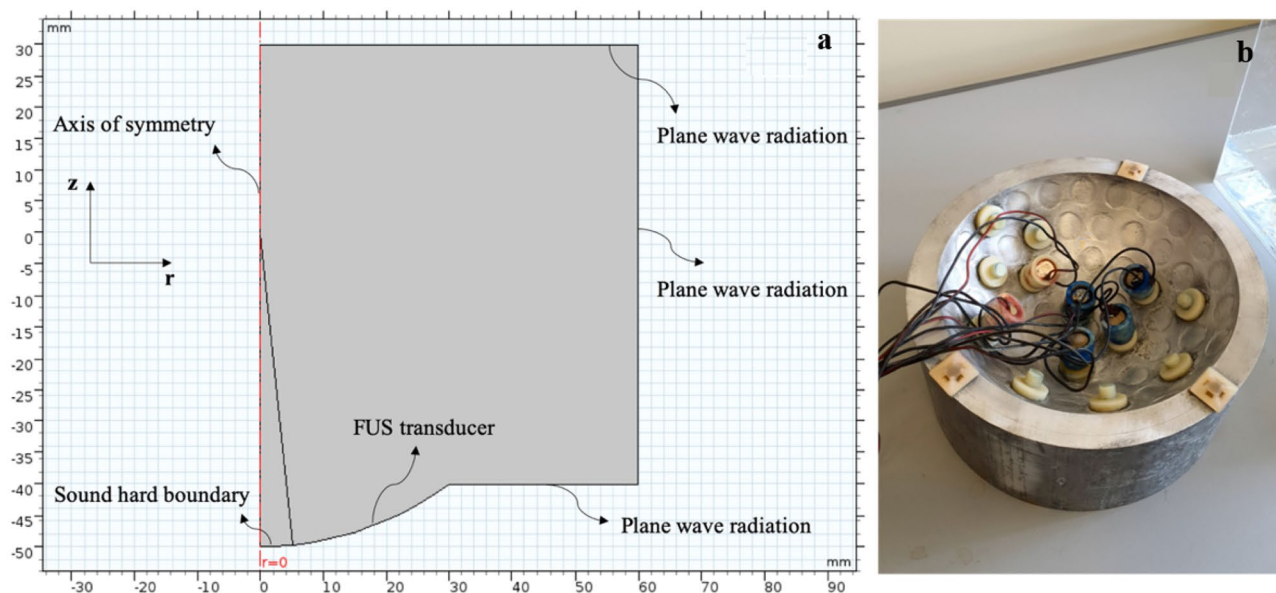 mm
a
b
30
25
20
Plane wave radiation
15
Axis of symmetry
10
z
5
0
-5
r
Plane wave radiation
-10
-15
-20
-25
-30
FUS transducer
-35
-40
Sound hard boundary
-45
Plane wave radiation
-50
r=0
mm
-30 -20 -10 0 10 20 30 40 50 60 70 80 90